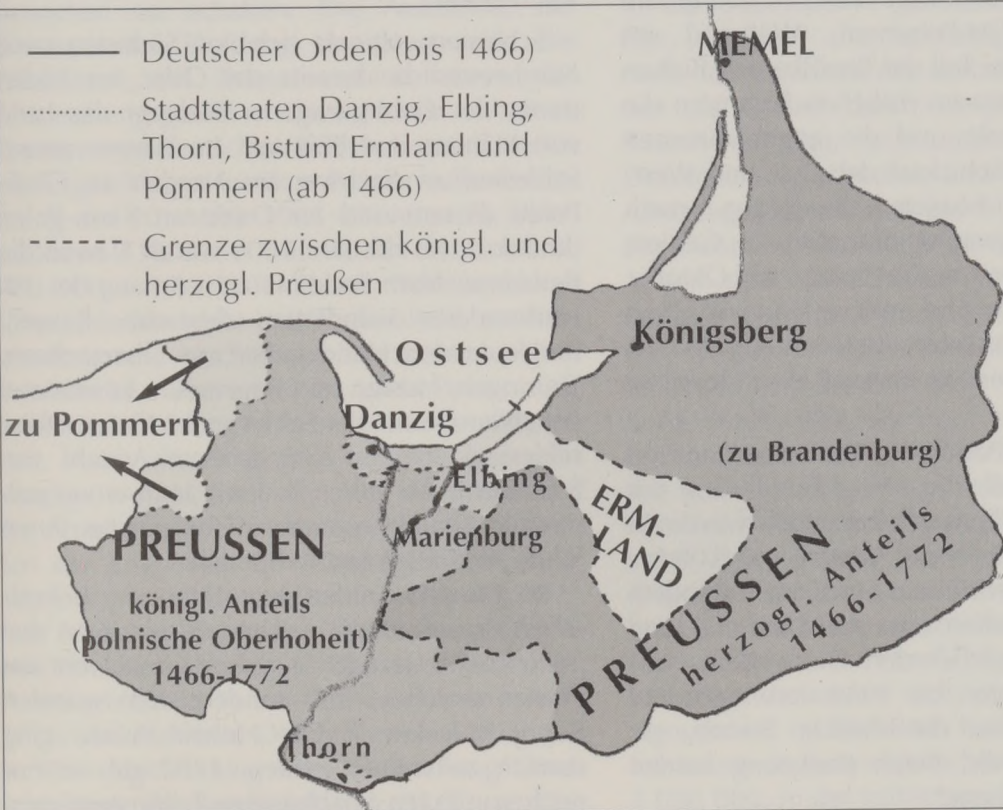 Deutscher Orden (bis 1466)
Stadtstaaten Danzig, Elbing,
Thorn, Bistum Ermland und
Pommern (ab 1466)
Grenze zwischen königl. und
herzogl. Preußen
MEMEL
Ostsee
Königsberg
zu Pommern
Danzig
(zu Brandenburg)
Elbing
ERM-
LAND
Marienburg
PREUSSEN
königl. Anteils
(polnische Oberhoheit)
1466-1772
PREUSSEN
herzogl. Anteils
1466-1772
Thorn